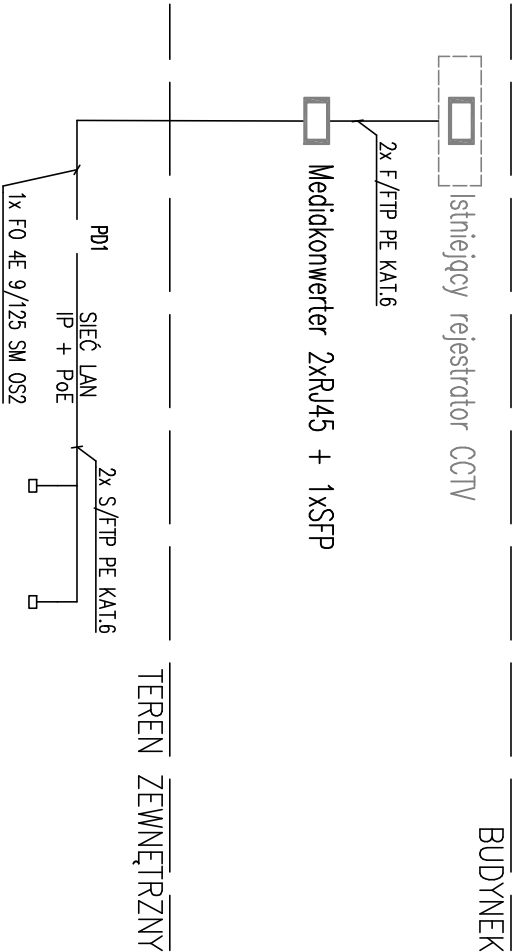 BUDYNEK
Istniejący rejestrator CCTV
2x F/FTP PE KAT.6
Mediakonwerter 2xRJ45 + 1xSFP
TEREN ZEWNĘTRZNY
PD1
SIEĆ LAN
IP + PoE
2x S/FTP PE KAT.6
1x FO 4E 9/125 SM OS2